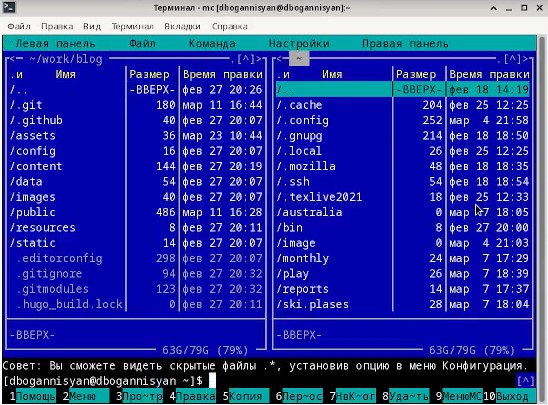 Терминал - mc [dbogannisyan@dbogannisyan]:~
Файл Правка Вид Терминал Вкладки Справка
Левая панель Файл Команда Настройки Правая панель
<─ ~/work/blog .[^]> <─ ~ .[^]>
.и Имя Размер Время правки .и Имя Размер Время правки
/.. -ВВЕРХ- фев 27 20:26 /.. -ВВЕРХ- фев 18 14:19
/.git 180 мар 11 16:44 /.cache 204 фев 25 12:25
/.github 40 фев 27 20:07 /.config 252 мар 4 21:58
/assets 36 мар 23 10:44 /.gnupg 214 фев 18 18:50
/config 16 фев 27 20:07 /.local 26 фев 25 12:25
/content 144 фев 27 20:19 /.mozilla 48 фев 18 18:35
/data 54 фев 27 20:07 /.ssh 54 фев 18 18:54
/images 40 фев 27 20:07 /.texlive2021 18 фев 25 12:33
/public 486 мар 11 16:28 /australia 0 мар 7 18:05
/resources 8 фев 27 20:11 /bin 8 фев 27 20:00
/static 14 фев 27 20:07 /image 0 мар 4 21:03
.editorconfig 298 фев 27 20:07 /monthly 24 мар 7 17:29
.gitignore 94 фев 27 20:32 /play 26 мар 7 18:39
.gitmodules 123 фев 27 20:32 /reports 14 мар 7 17:37
.hugo_build.lock 0 фев 27 20:11 /ski.plases 28 мар 7 18:04
-ВВЕРХ- -ВВЕРХ-
63G/79G (79%) 63G/79G (79%)
Совет: Вы сможете видеть скрытые файлы .*, установив опцию в меню Конфигурация.
[dbogannisyan@dbogannisyan ~]$ [^]
1Помощь 2Меню 3Про~тр 4Правка 5Копия 6Пер~ос 7НвК~ог 8Уда~ть 9МенюМС 10Выход